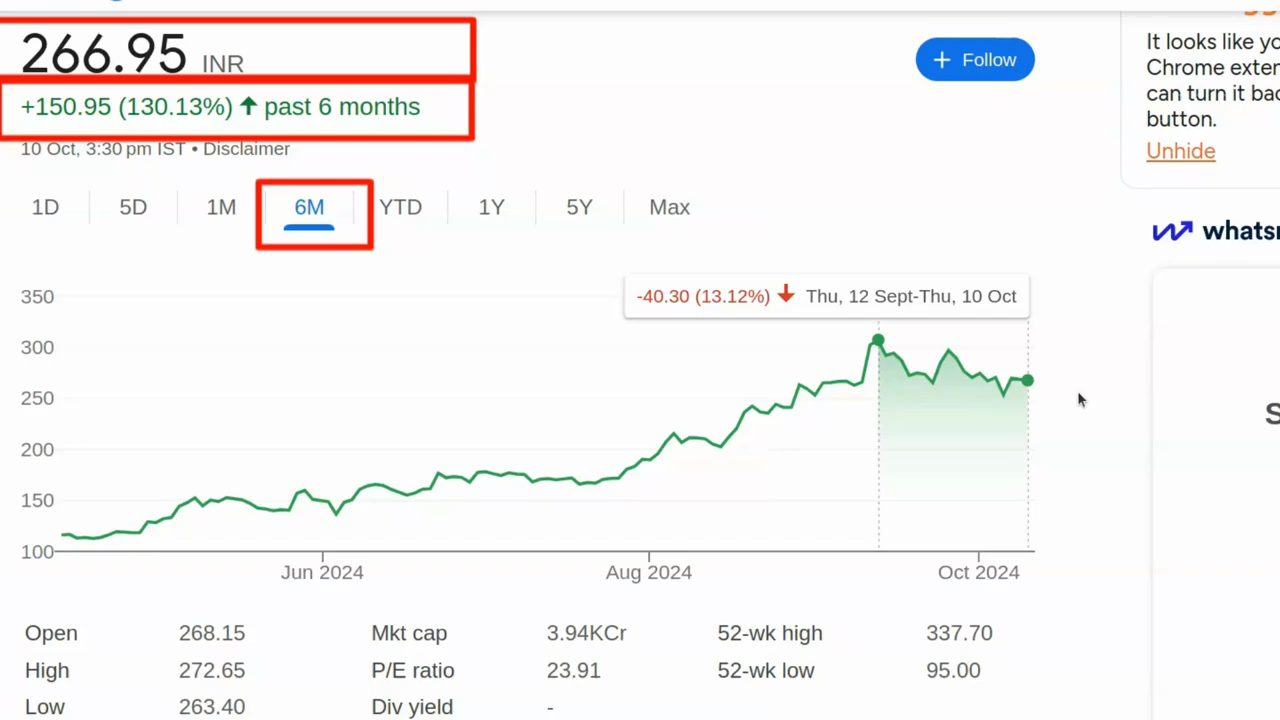 266.95 INR
+ Follow
+150.95 (130.13%) ↑ past 6 months
10 Oct, 3:30 pm IST • Disclaimer
1D 5D 1M 6M YTD 1Y 5Y Max
-40.30 (13.12%) ↓ Thu, 12 Sept-Thu, 10 Oct
350
300
250
200
150
100
Jun 2024 Aug 2024 Oct 2024
Open 268.15 Mkt cap 3.94KCr 52-wk high 337.70
High 272.65 P/E ratio 23.91 52-wk low 95.00
Low 263.40 Div yield -
It looks like yo
Chrome exten
can turn it bac
button.
Unhide
whatsm
S